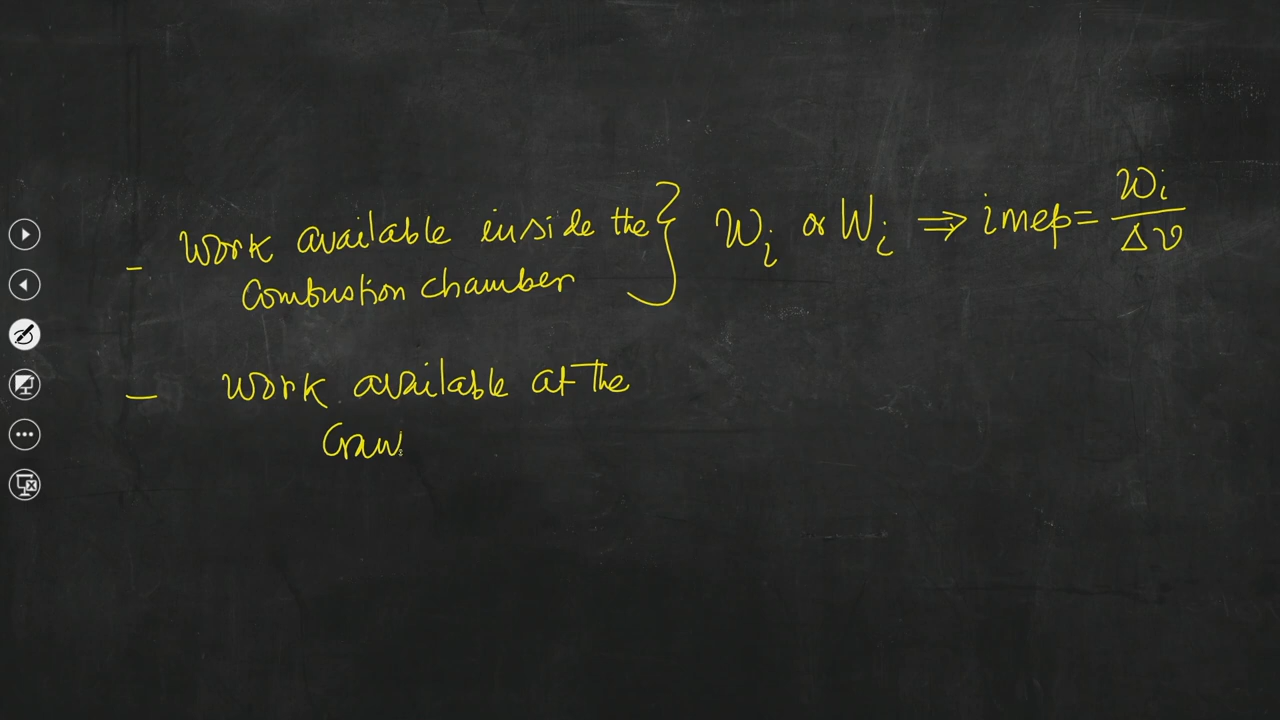 - Work available inside the } wi or Wi ⇒ imep = wi/Δv
Combustion chamber
- Work available at the